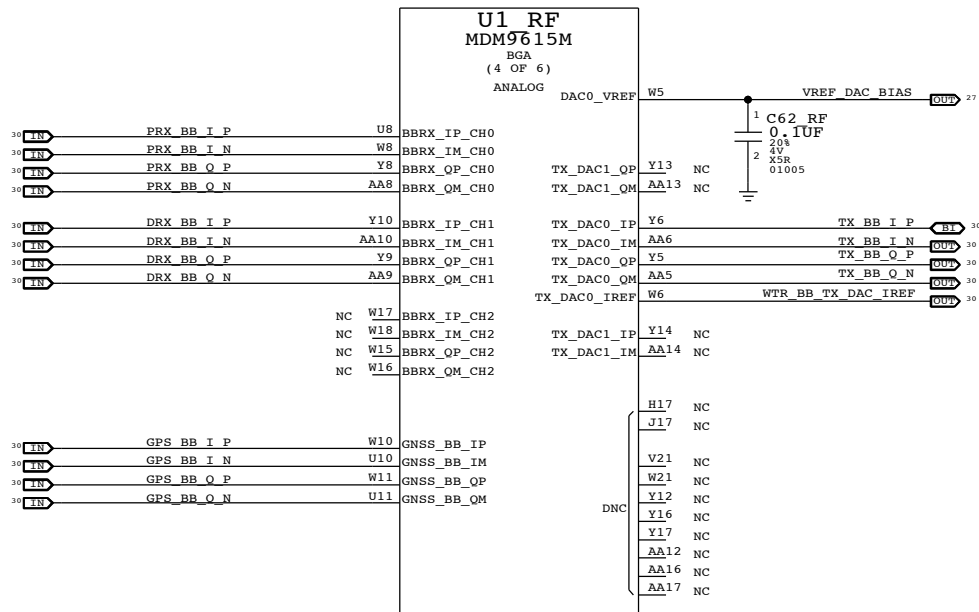 U1_RF
MDM9615M
BGA
(4 OF 6)
ANALOG
DAC0_VREF W5 VREF_DAC_BIAS OUT 27
1 C62_RF
0.1UF
20%
4V
2 X5R
01005
30 IN PRX_BB_I_P U8 BBRX_IP_CH0
30 IN PRX_BB_I_N W8 BBRX_IM_CH0
30 IN PRX_BB_Q_P Y8 BBRX_QP_CH0 TX_DAC1_QP Y13 NC
30 IN PRX_BB_Q_N AA8 BBRX_QM_CH0 TX_DAC1_QM AA13 NC
30 IN DRX_BB_I_P Y10 BBRX_IP_CH1 TX_DAC0_IP Y6 TX_BB_I_P BI 30
30 IN DRX_BB_I_N AA10 BBRX_IM_CH1 TX_DAC0_IM AA6 TX_BB_I_N OUT 30
30 IN DRX_BB_Q_P Y9 BBRX_QP_CH1 TX_DAC0_QP Y5 TX_BB_Q_P OUT 30
30 IN DRX_BB_Q_N AA9 BBRX_QM_CH1 TX_DAC0_QM AA5 TX_BB_Q_N OUT 30
TX_DAC0_IREF W6 WTR_BB_TX_DAC_IREF OUT 30
NC W17 BBRX_IP_CH2
NC W18 BBRX_IM_CH2 TX_DAC1_IP Y14 NC
NC W15 BBRX_QP_CH2 TX_DAC1_IM AA14 NC
NC W16 BBRX_QM_CH2
H17 NC
J17 NC
30 IN GPS_BB_I_P W10 GNSS_BB_IP
30 IN GPS_BB_I_N U10 GNSS_BB_IM V21 NC
30 IN GPS_BB_Q_P W11 GNSS_BB_QP W21 NC
30 IN GPS_BB_Q_N U11 GNSS_BB_QM Y12 NC
DNC
Y16 NC
Y17 NC
AA12 NC
AA16 NC
AA17 NC